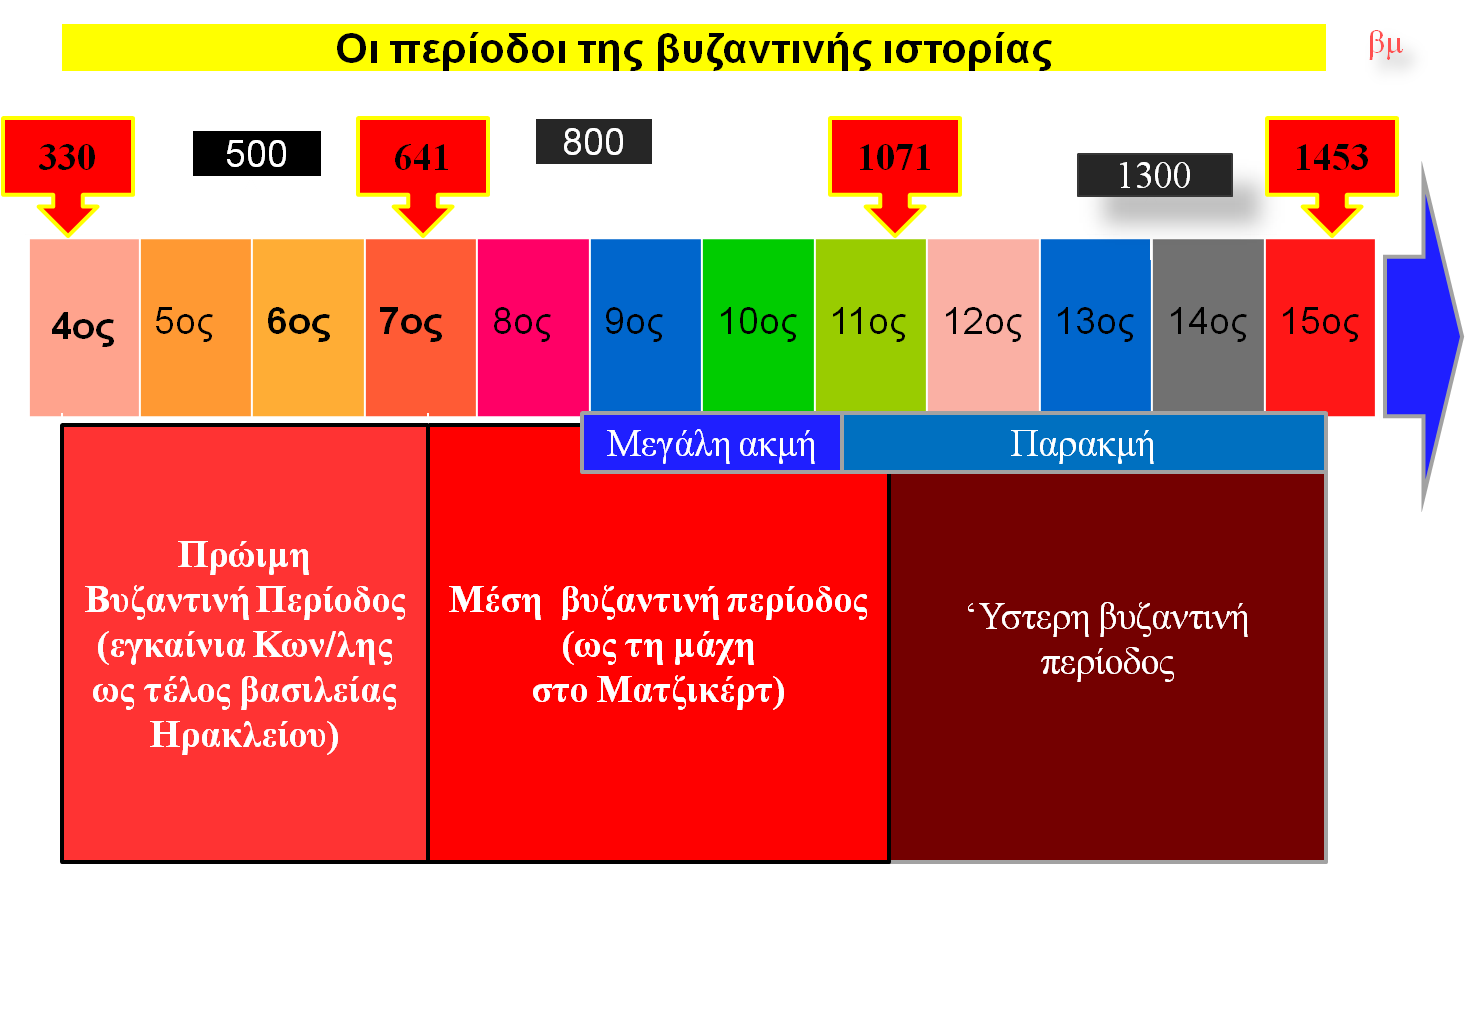 Οι περίοδοι της βυζαντινής ιστορίας
βμ
330
500
641
800
1071
1300
1453
4ος
5ος
6ος
7ος
8ος
9ος
10ος
11ος
12ος
13ος
14ος
15ος
Μεγάλη ακμή
Παρακμή
Πρώιμη
Βυζαντινή Περίοδος
(εγκαίνια Κων/λης
ως τέλος βασιλείας
Ηρακλείου)
Μέση βυζαντινή περίοδος
(ως τη μάχη
στο Ματζικέρτ)
‘Υστερη βυζαντινή
περίοδος